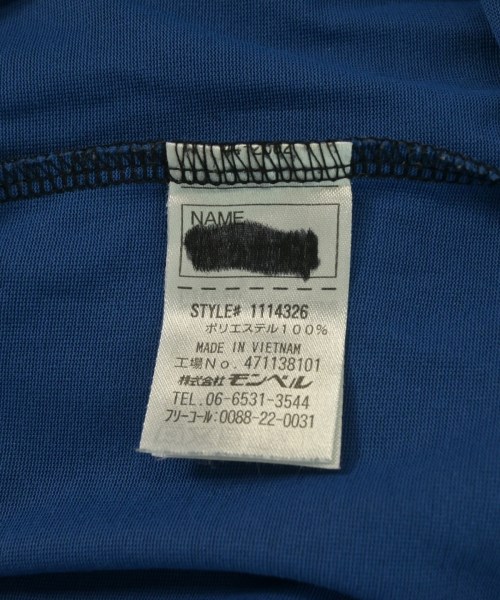 NAME
STYLE# 1114326
ポリエステル100%
MADE IN VIETNAM
工場No. 471138101
株式会社モンベル
TEL. 06-6531-3544
フリーコール:0088-22-0031